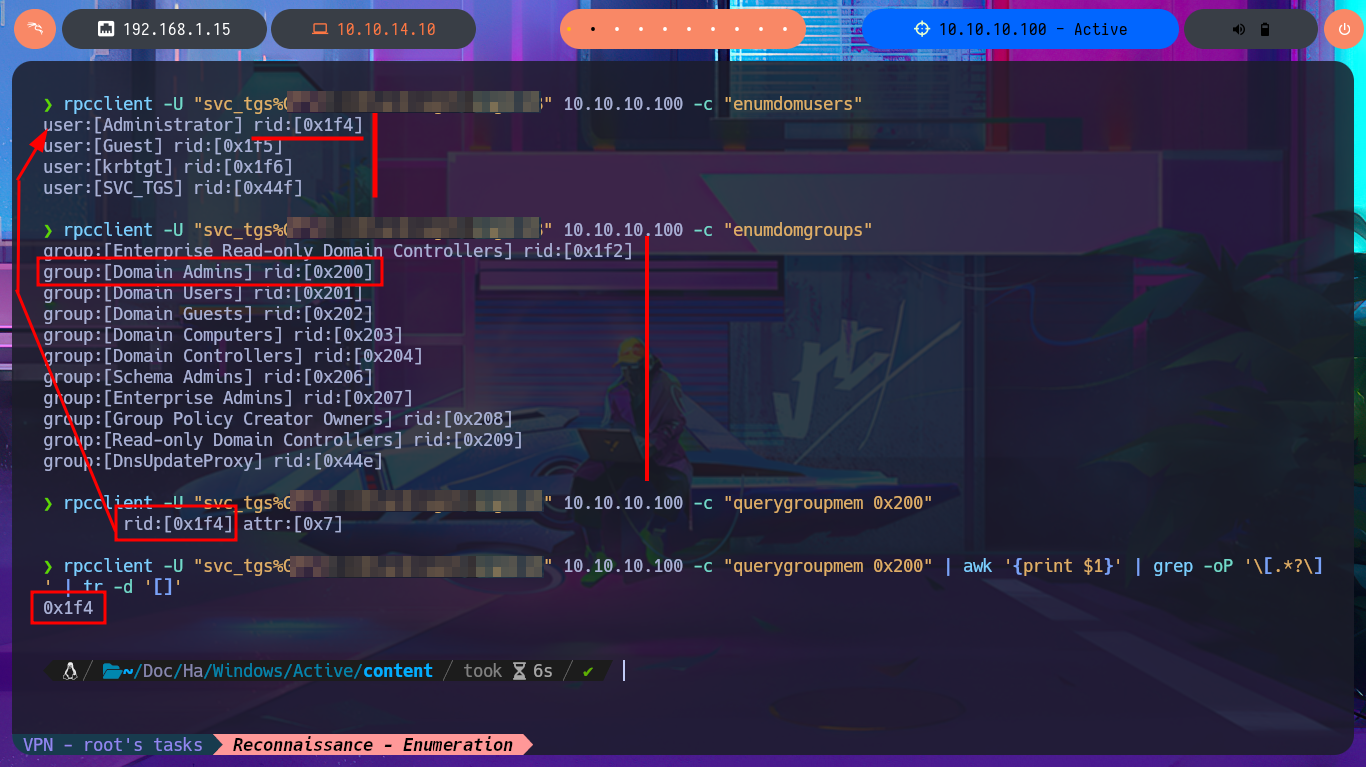 192.168.1.15 10.10.14.10 10.10.10.100 - Active
❯ rpcclient -U "svc_tgs%G 10.10.10.100 -c "enumdomusers"
user:[Administrator] rid:[0x1f4]
user:[Guest] rid:[0x1f5]
user:[krbtgt] rid:[0x1f6]
user:[SVC_TGS] rid:[0x44f]
❯ rpcclient -U "svc_tgs%G 10.10.10.100 -c "enumdomgroups"
group:[Enterprise Read-only Domain Controllers] rid:[0x1f2]
group:[Domain Admins] rid:[0x200]
group:[Domain Users] rid:[0x201]
group:[Domain Guests] rid:[0x202]
group:[Domain Computers] rid:[0x203]
group:[Domain Controllers] rid:[0x204]
group:[Schema Admins] rid:[0x206]
group:[Enterprise Admins] rid:[0x207]
group:[Group Policy Creator Owners] rid:[0x208]
group:[Read-only Domain Controllers] rid:[0x209]
group:[DnsUpdateProxy] rid:[0x44e]
❯ rpcclient -U "svc_tgs%G " 10.10.10.100 -c "querygroupmem 0x200"
rid:[0x1f4] attr:[0x7]
❯ rpcclient -U "svc_tgs%G " 10.10.10.100 -c "querygroupmem 0x200" | awk '{print $1}' | grep -oP '\[.*?\]
' | tr -d '[]'
0x1f4
~/Doc/Ha/Windows/Active/content took 6s ✔
VPN - root's tasks Reconnaissance - Enumeration